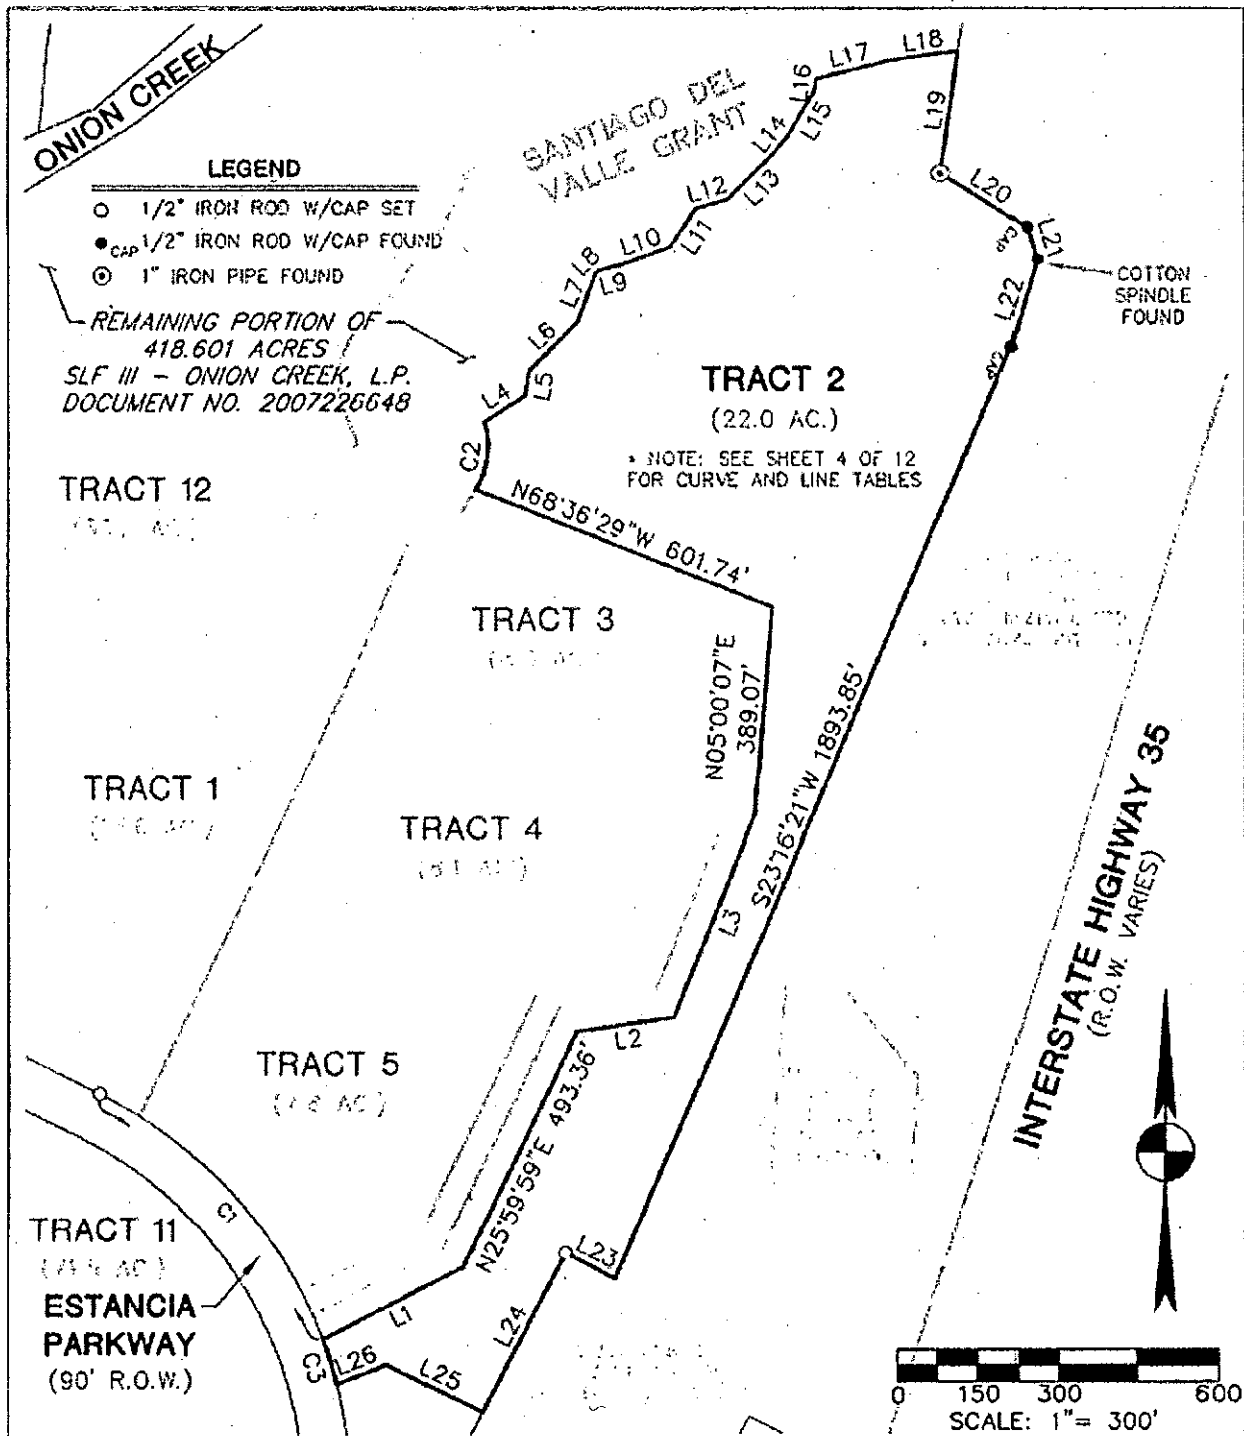 ONION CREEK
SANTIAGO DEL
VALLE GRANT
L16
L17
L18
L15
L14
L13
L12
L11
L10
L19
L20
CAP
L21
L22
CAP
COTTON
SPINDLE
FOUND
LEGEND
1/2" IRON ROD W/CAP SET
CAP 1/2" IRON ROD W/CAP FOUND
1" IRON PIPE FOUND
L8
L9
L7
L6
L5
L4
C2
REMAINING PORTION OF
418.601 ACRES
SLF III - ONION CREEK, L.P.
DOCUMENT NO. 2007226648
TRACT 2
(22.0 AC.)
* NOTE: SEE SHEET 4 OF 12
FOR CURVE AND LINE TABLES
TRACT 12
N68°36'29"W 601.74'
TRACT 3
N05°00'07"E
389.07'
S23°16'21"W 1893.85'
TRACT 1
TRACT 4
L3
INTERSTATE HIGHWAY 35
(R.O.W. VARIES)
L2
TRACT 5
N25°59'59"E 493.36'
C1
TRACT 11
ESTANCIA
PARKWAY
(90' R.O.W.)
L1
L23
L24
L25
L26
C3
0 150 300 600
SCALE: 1"= 300'